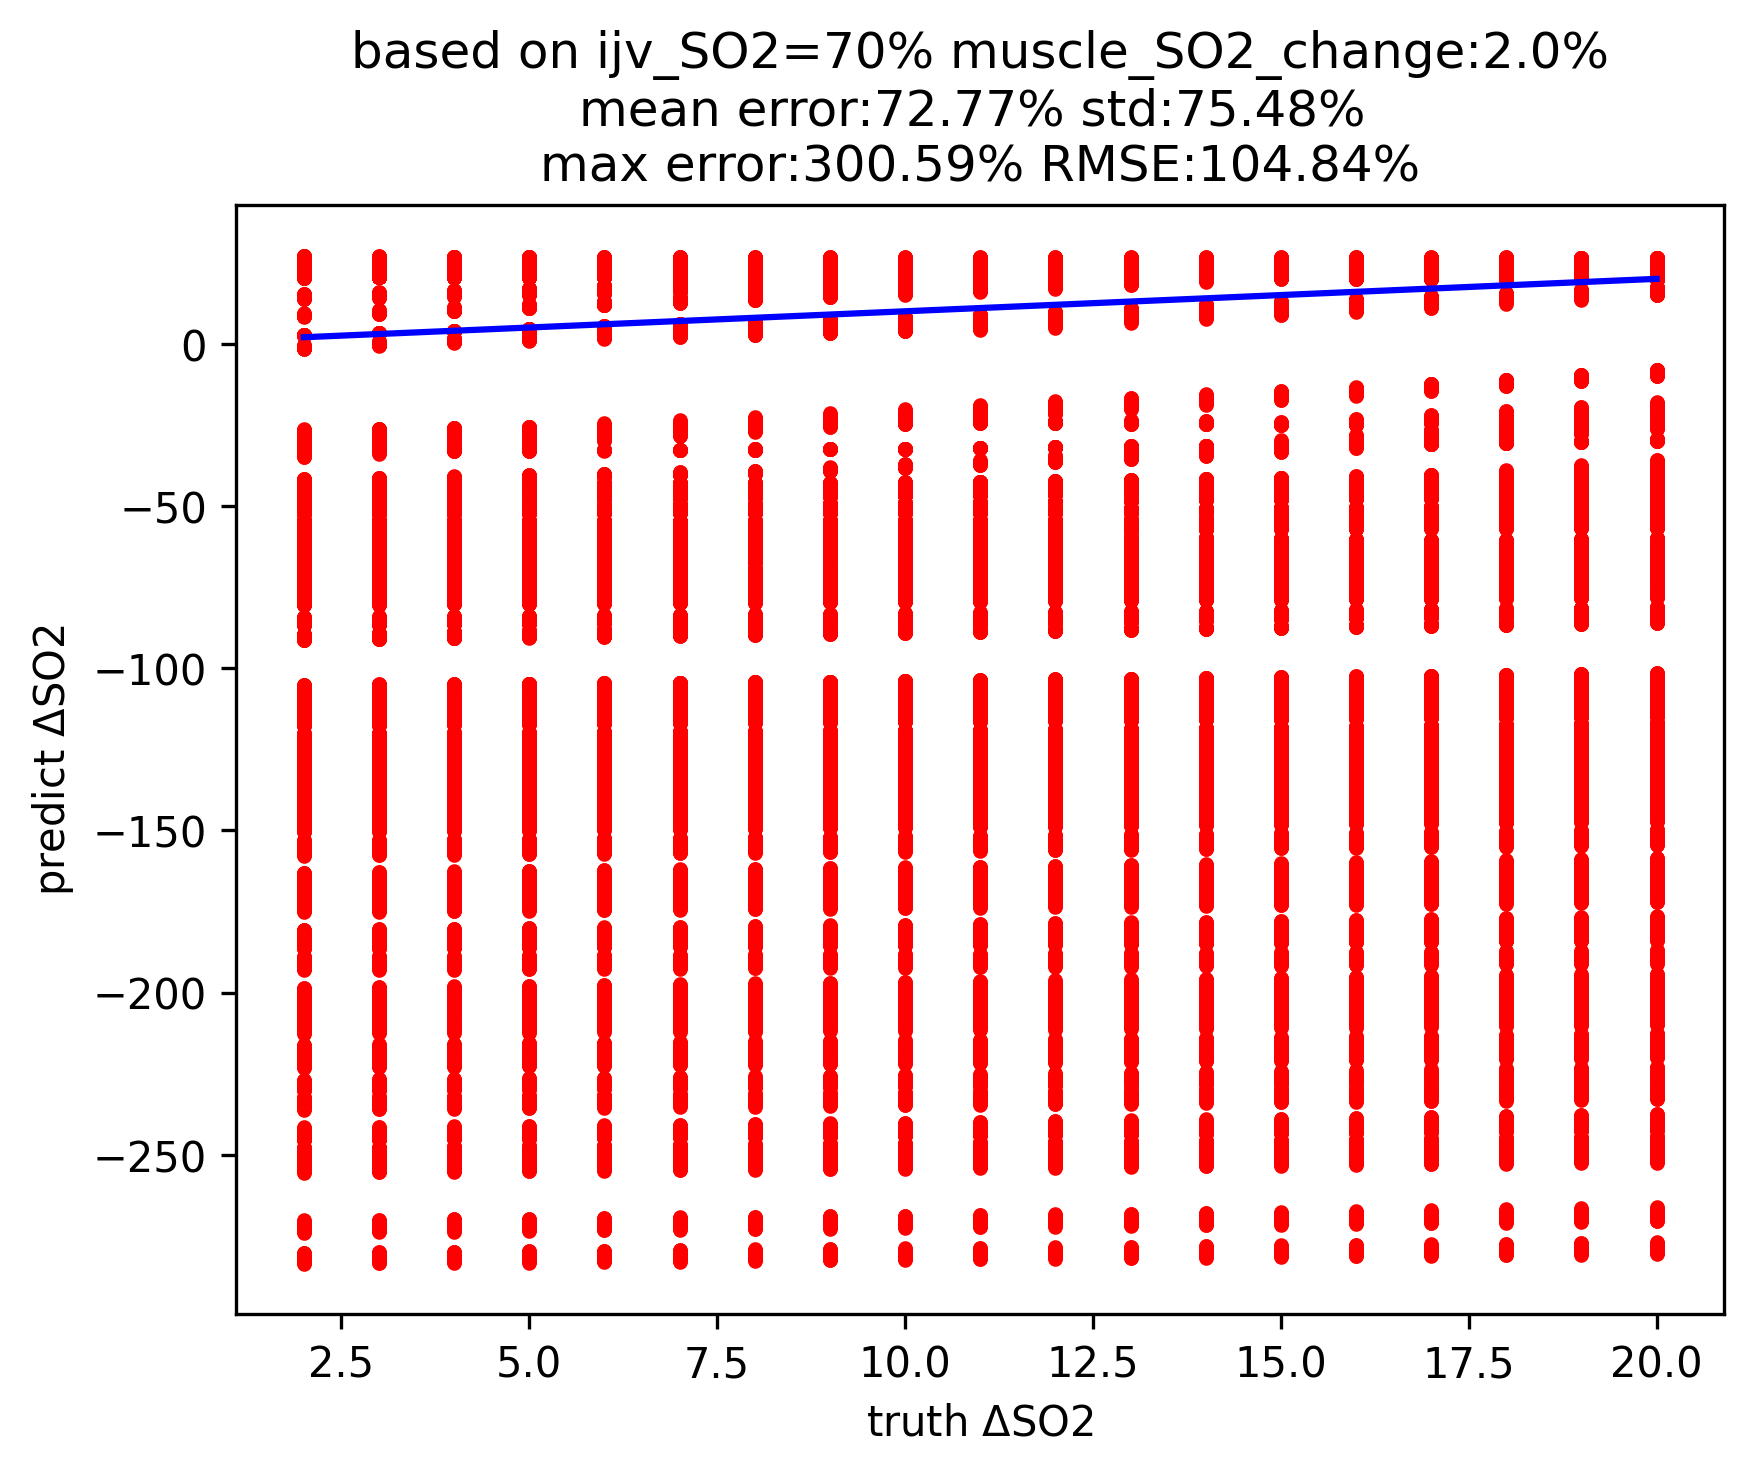 based on ijv_SO2=70% muscle_SO2_change:2.0%
mean error:72.77% std:75.48%
max error:300.59% RMSE:104.84%
0
−50
−100
−150
−200
−250
predict ΔSO2
2.5 5.0 7.5 10.0 12.5 15.0 17.5 20.0
truth ΔSO2